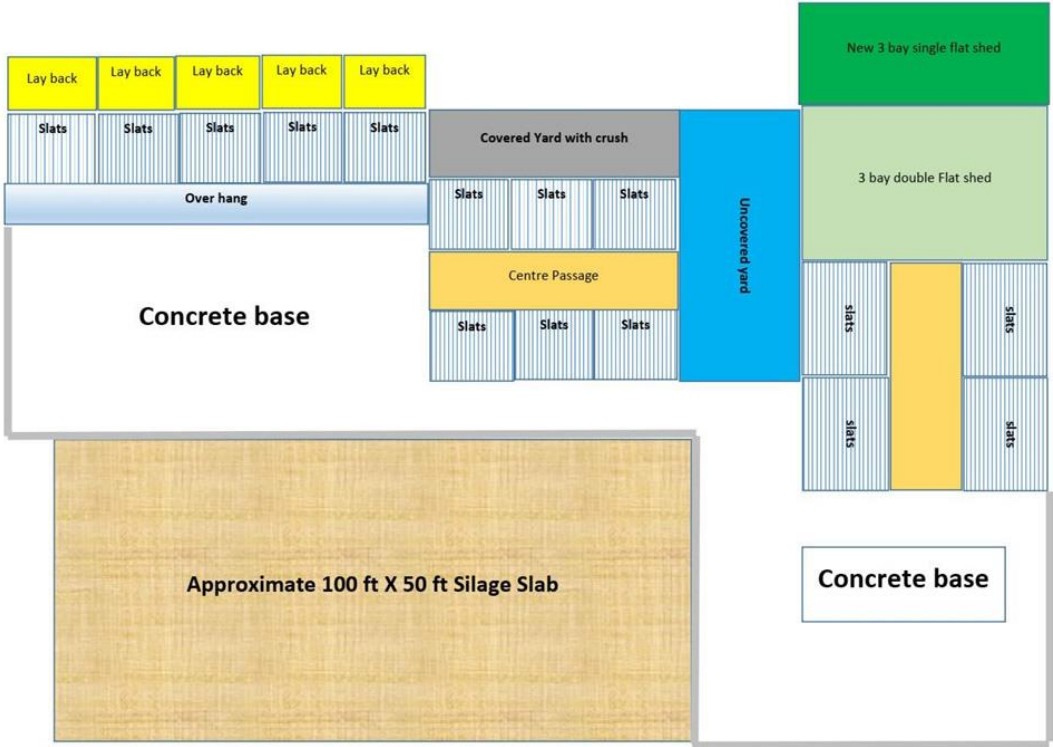 New 3 bay single flat shed
Lay back
Lay back
Lay back
Lay back
Lay back
Slats
Slats
Slats
Slats
Slats
Over hang
Covered Yard with crush
Slats
Slats
Slats
Centre Passage
Slats
Slats
Slats
Uncovered yard
3 bay double Flat shed
slats
slats
slats
slats
Concrete base
Approximate 100 ft X 50 ft Silage Slab
Concrete base